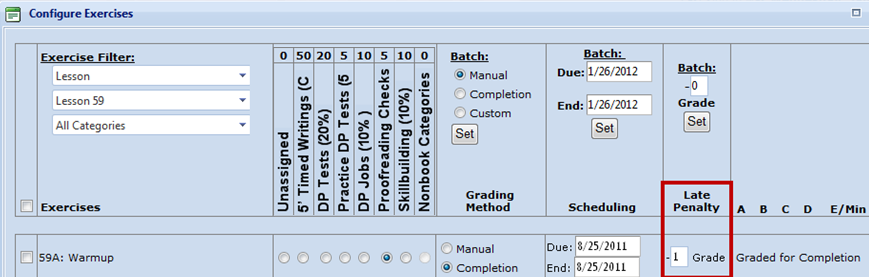 Configure Exercises
Exercise Filter:
Lesson
Lesson 59
All Categories
Exercises
0 50 20 5 10 5 10 0
Unassigned
5' Timed Writings (C
DP Tests (20%)
Practice DP Tests (5
DP Jobs (10% )
Proofreading Checks
Skillbuilding (10%)
Nonbook Categories
Batch:
Manual
Completion
Custom
Set
Grading
Method
Batch:
Due: 1/26/2012
End: 1/26/2012
Set
Scheduling
Batch:
-0
Grade
Set
Late
Penalty
A B C D E/Min
59A: Warmup
Manual
Completion
Due: 8/25/2011
End: 8/25/2011
-1 Grade
Graded for Completion